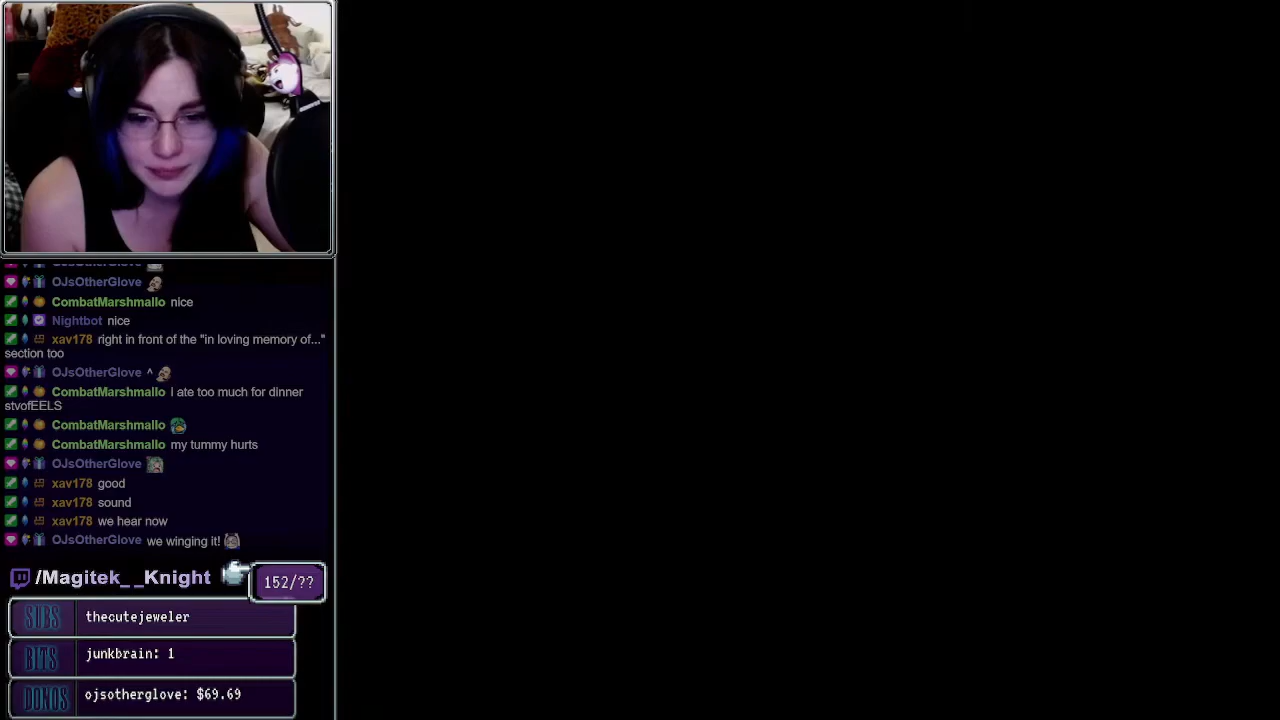 OJsOtherGlove
OJsOtherGlove
CombatMarshmallo nice
Nightbot nice
xav178 right in front of the "in loving memory of..."
section too
OJsOtherGlove ^
CombatMarshmallo I ate too much for dinner
stvofEELS
CombatMarshmallo
CombatMarshmallo my tummy hurts
OJsOtherGlove
xav178 good
xav178 sound
xav178 we hear now
OJsOtherGlove we winging it!
/Magitek__Knight
152/??
SUBS thecutejeweler
BITS junkbrain: 1
DONOS ojsotherglove: $69.69